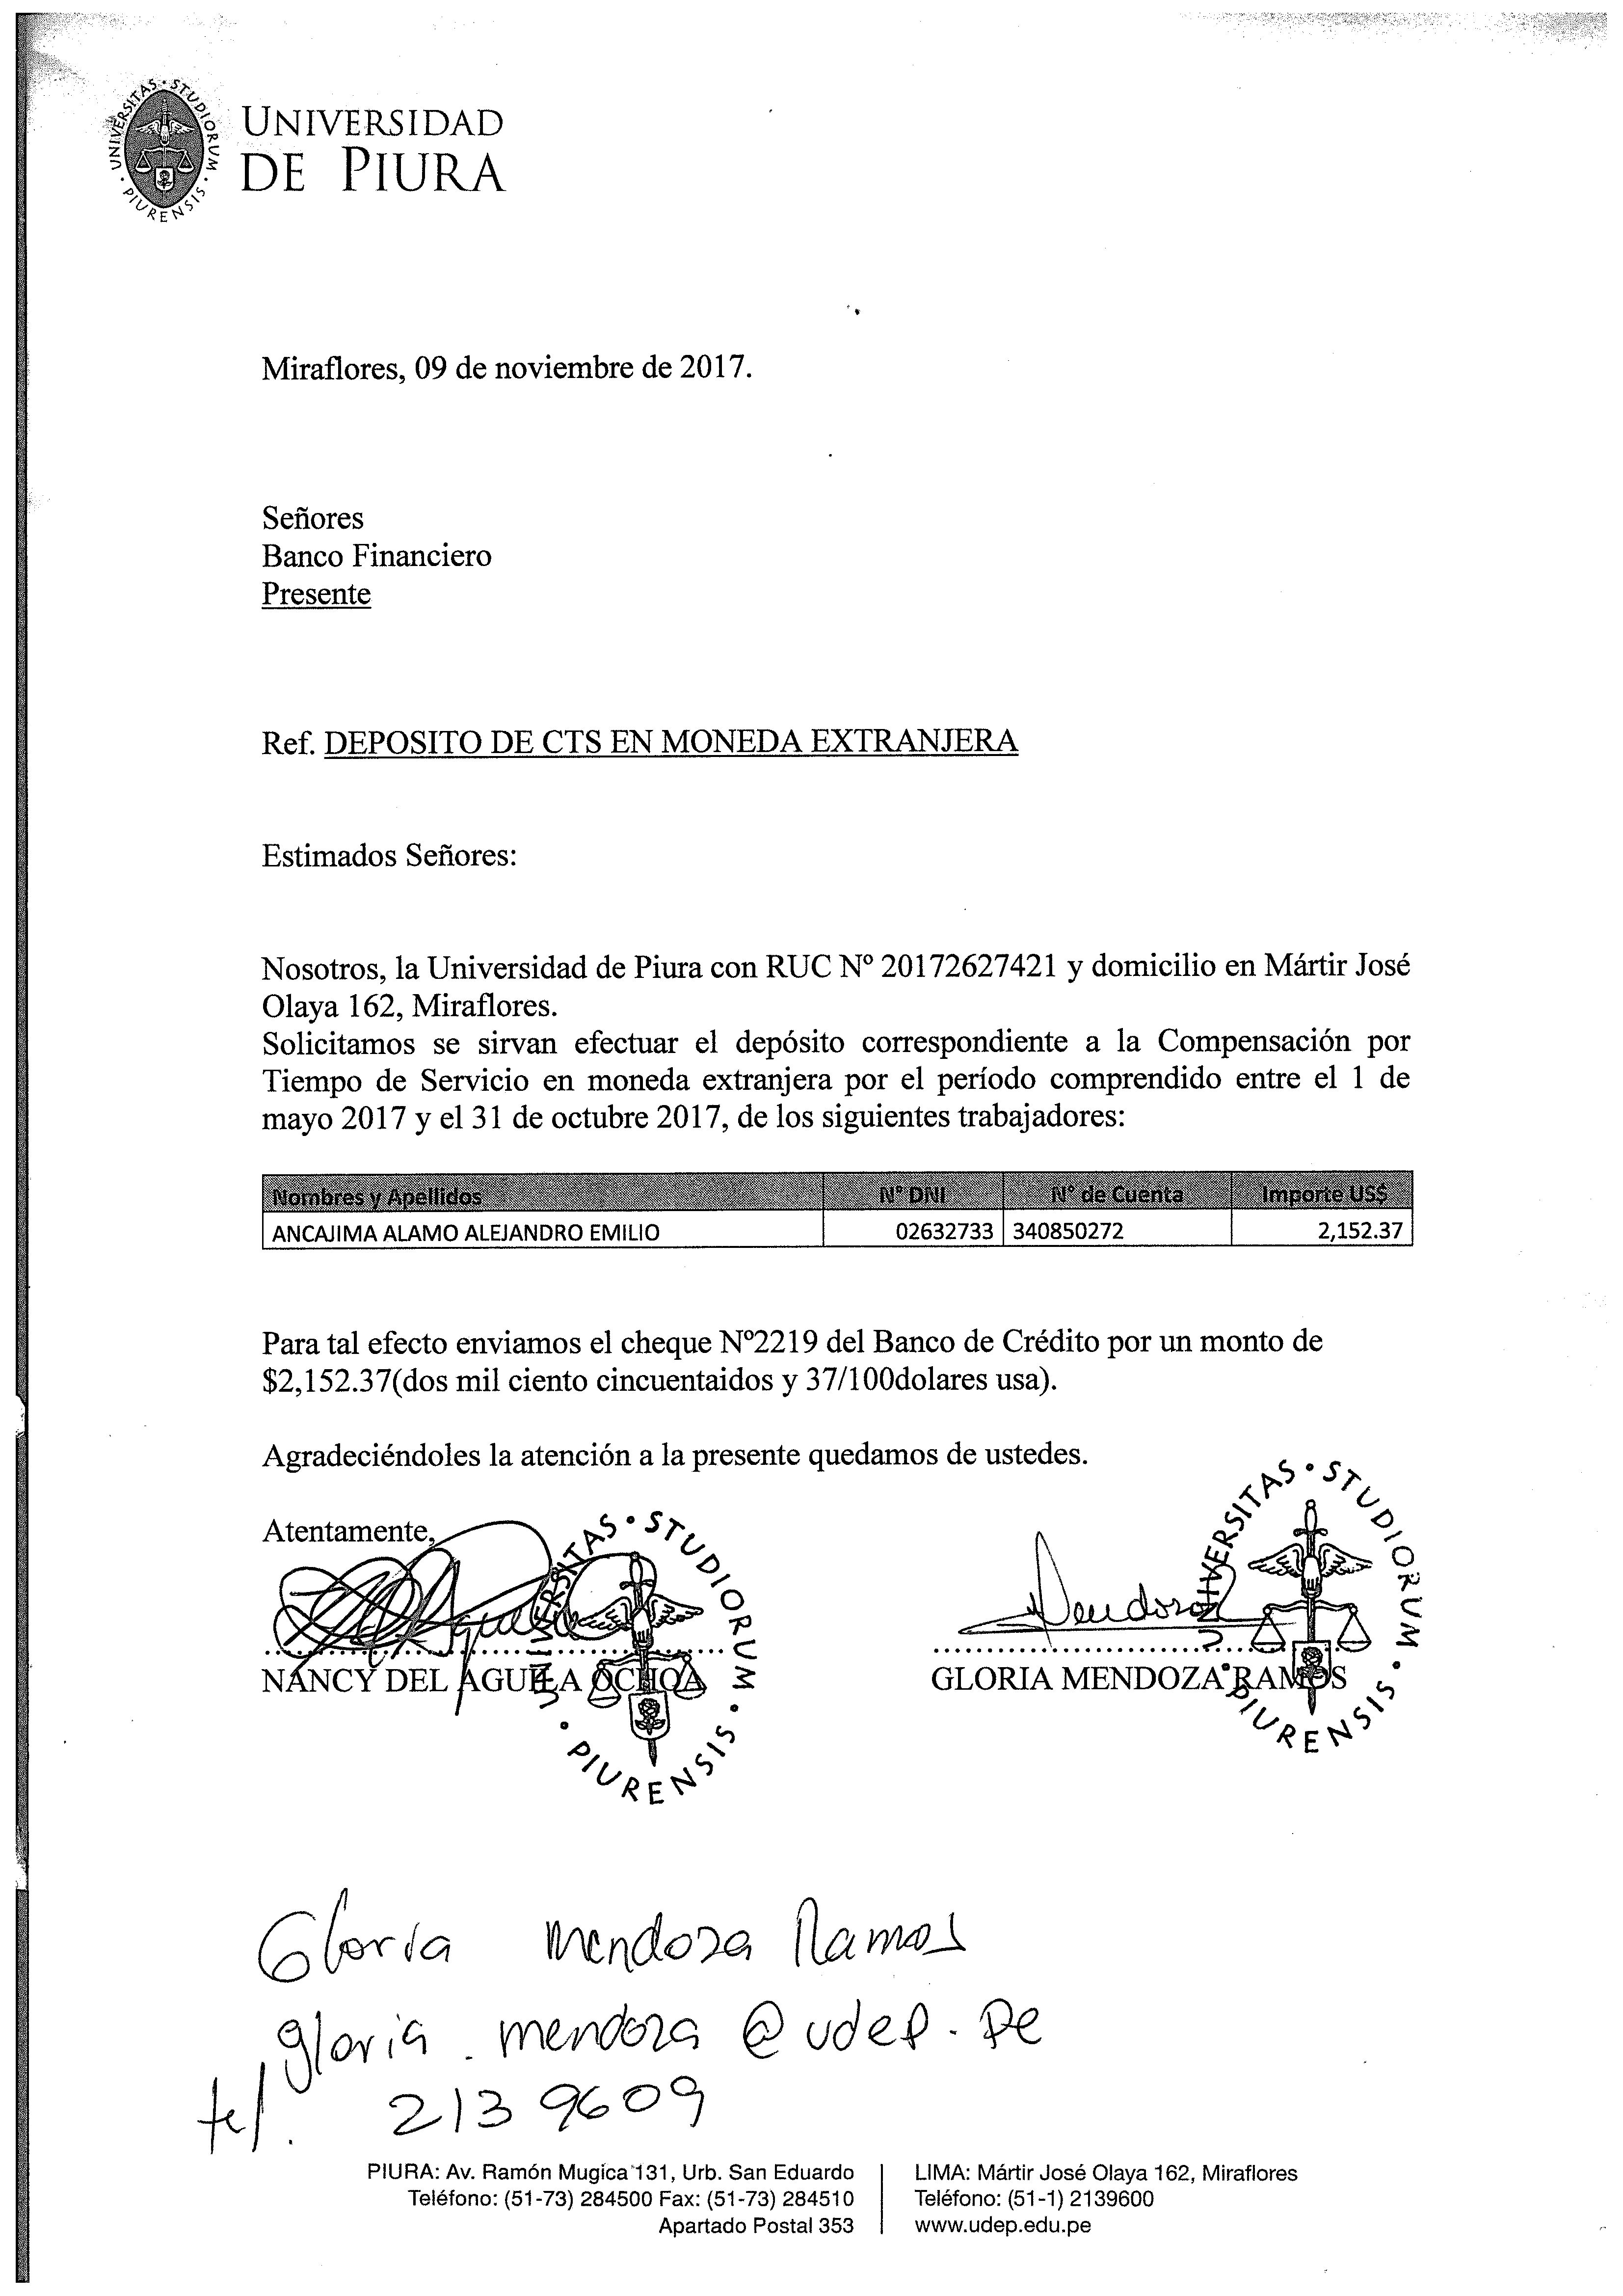 UNIVERSITAS • STUDIORUM • PIURENSIS •
UNIVERSIDAD
DE PIURA
Miraflores, 09 de noviembre de 2017.
Señores
Banco Financiero
Presente
Ref. DEPOSITO DE CTS EN MONEDA EXTRANJERA
Estimados Señores:
Nosotros, la Universidad de Piura con RUC Nº 20172627421 y domicilio en Mártir José
Olaya 162, Miraflores.
Solicitamos se sirvan efectuar el depósito correspondiente a la Compensación por
Tiempo de Servicio en moneda extranjera por el período comprendido entre el 1 de
mayo 2017 y el 31 de octubre 2017, de los siguientes trabajadores:
Nombres y Apellidos N° DNI N° de Cuenta Importe US$
ANCAJIMA ALAMO ALEJANDRO EMILIO 02632733 340850272 2,152.37
Para tal efecto enviamos el cheque Nº2219 del Banco de Crédito por un monto de
$2,152.37(dos mil ciento cincuentaidos y 37/100dolares usa).
Agradeciéndoles la atención a la presente quedamos de ustedes.
Atentamente,
UNIVERSITAS • STUDIORUM • PIURENSIS •
UNIVERSITAS • STUDIORUM • PIURENSIS •
NANCY DEL AGUILA OCHOA GLORIA MENDOZA RAMOS
Gloria Mendoza Ramos
gloria.mendoza@udep.pe
tel. 213 9609
PIURA: Av. Ramón Mugica 131, Urb. San Eduardo
Teléfono: (51-73) 284500 Fax: (51-73) 284510
Apartado Postal 353
LIMA: Mártir José Olaya 162, Miraflores
Teléfono: (51-1) 2139600
www.udep.edu.pe